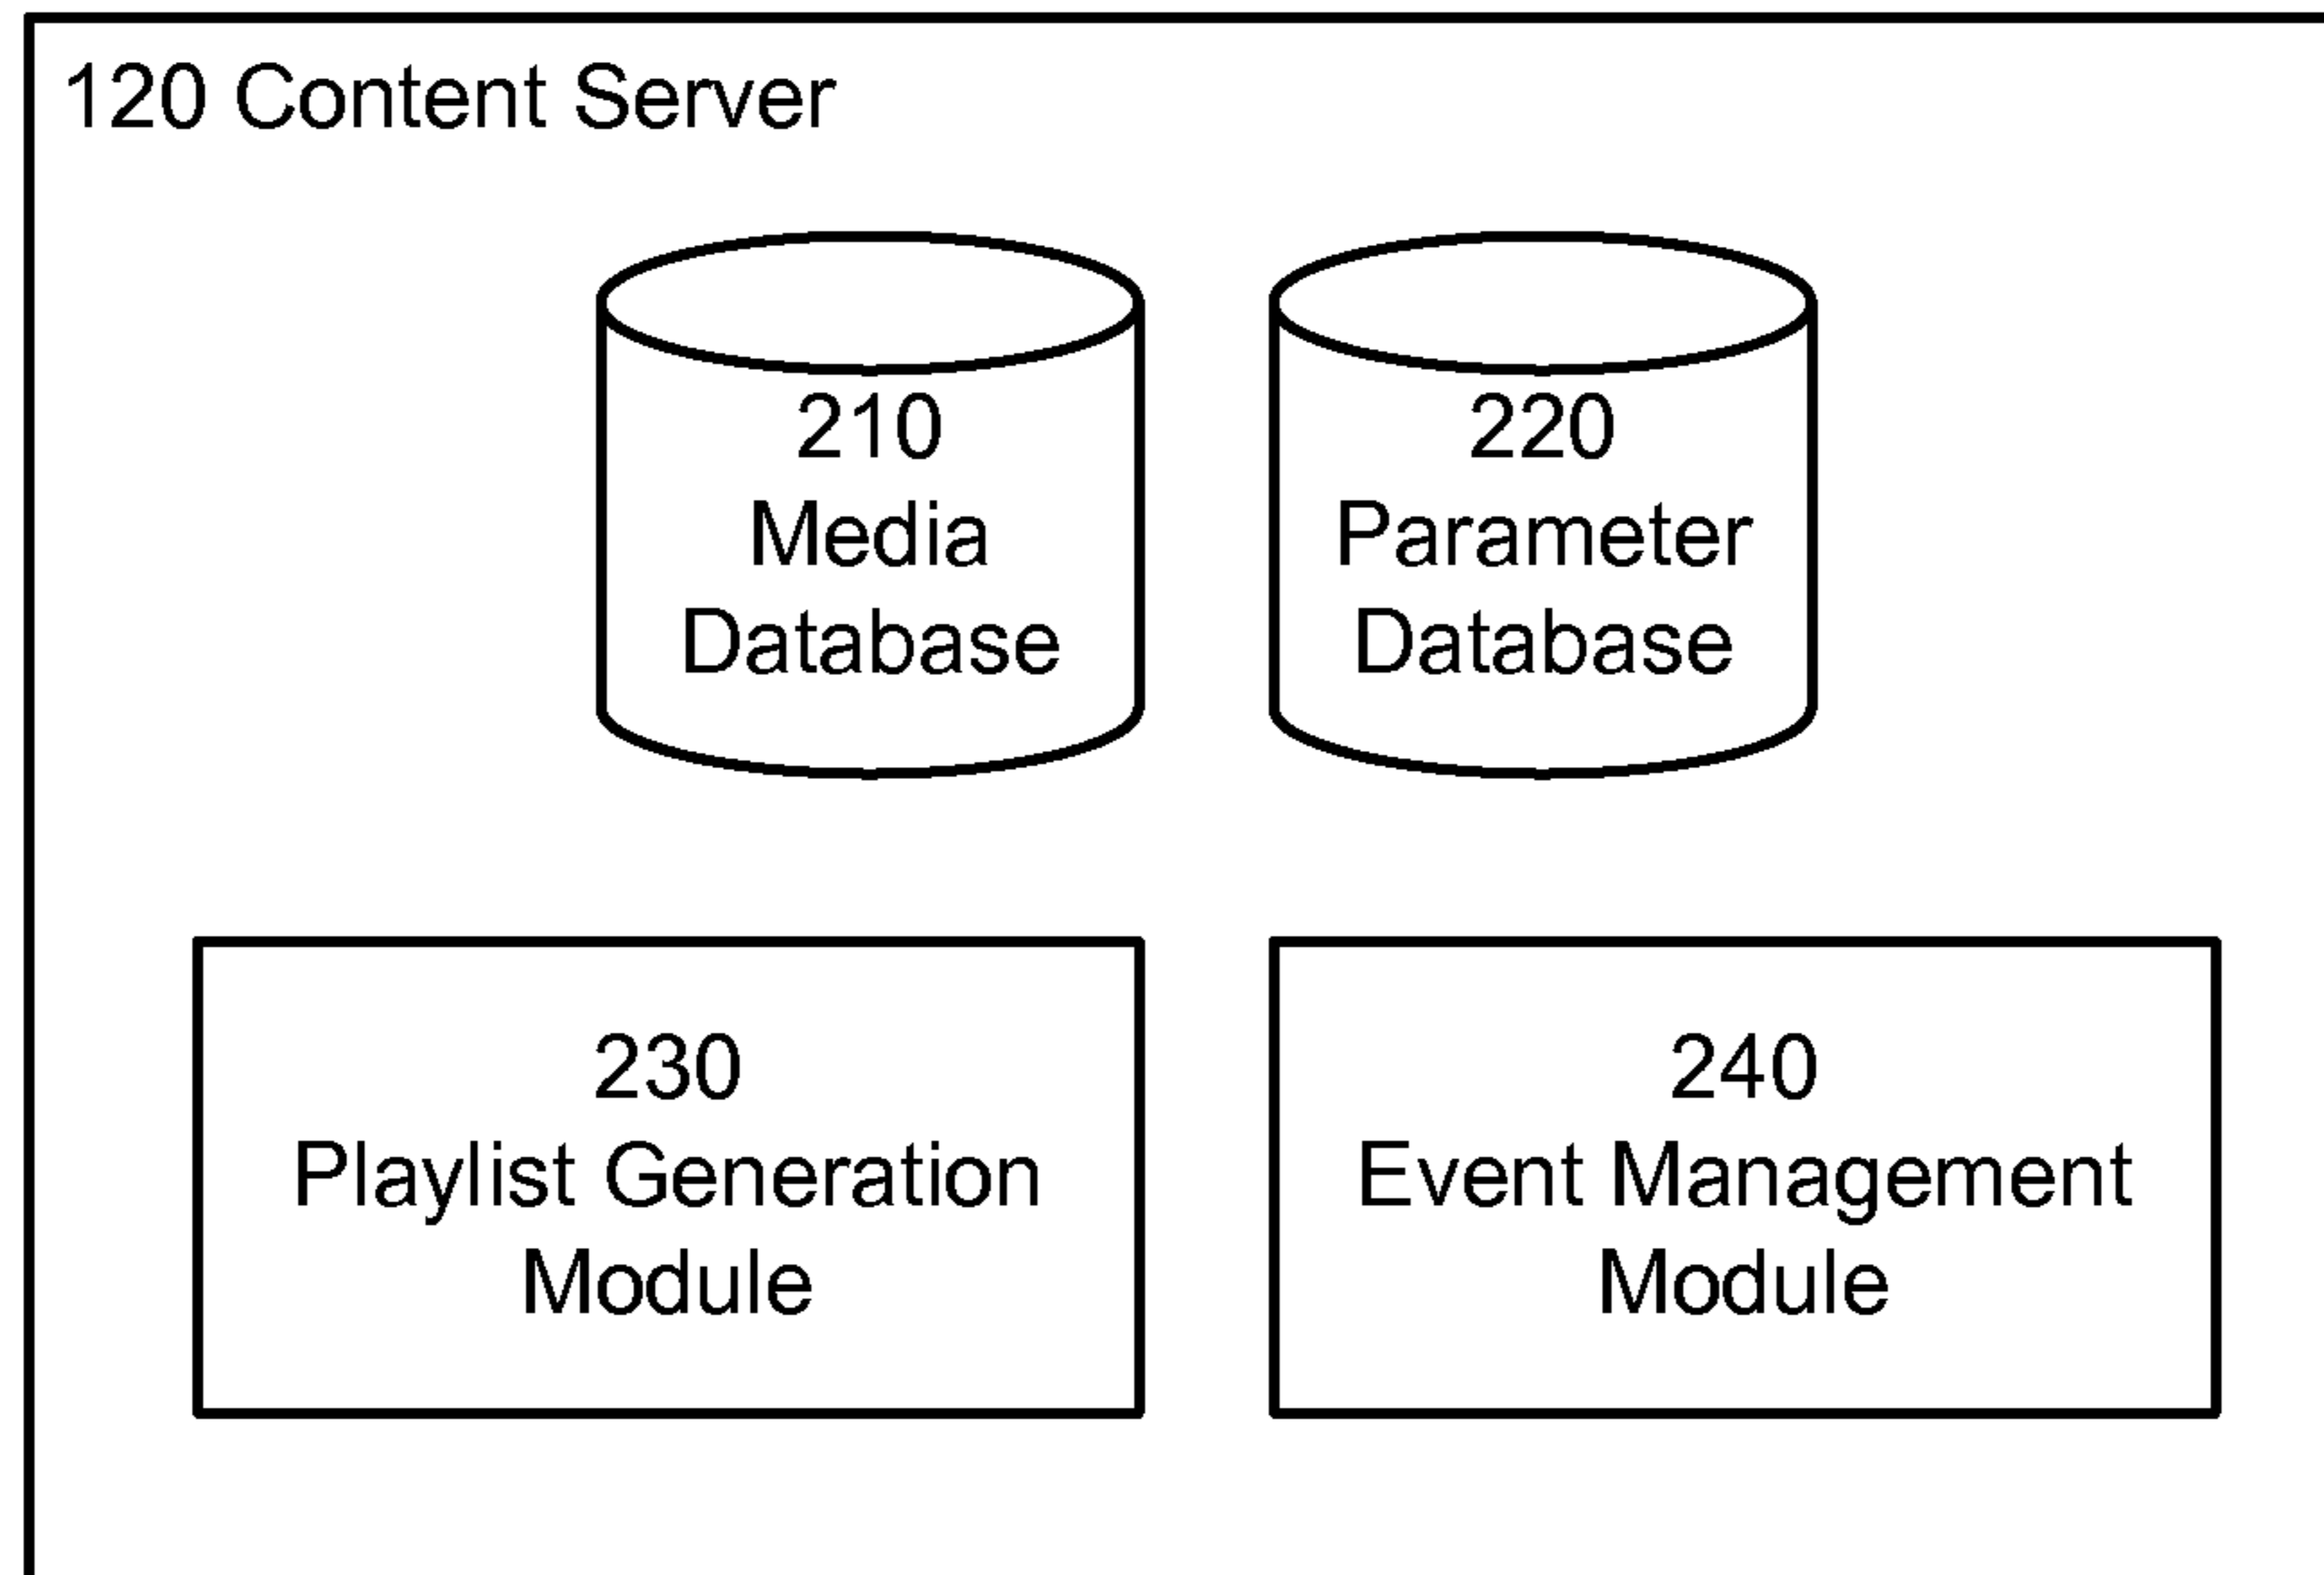 120 Content Server
210
Media
Database
220
Parameter
Database
230
Playlist Generation
Module
240
Event Management
Module